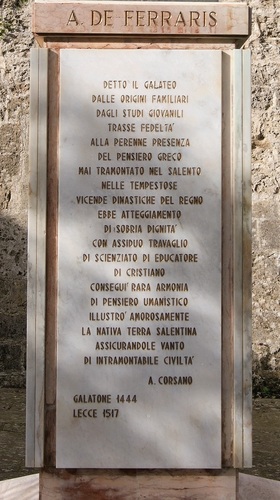 A. DE FERRARIS
DETTO IL GALATEO
DALLE ORIGINI FAMILIARI
DAGLI STUDI GIOVANILI
TRASSE FEDELTA'
ALLA PERENNE PRESENZA
DEL PENSIERO GRECO
MAI TRAMONTATO NEL SALENTO
NELLE TEMPESTOSE
VICENDE DINASTICHE DEL REGNO
EBBE ATTEGGIAMENTO
DI SOBRIA DIGNITA'
CON ASSIDUO TRAVAGLIO
DI SCIENZIATO DI EDUCATORE
DI CRISTIANO
CONSEGUI' RARA ARMONIA
DI PENSIERO UMANISTICO
ILLUSTRO' AMOROSAMENTE
LA NATIVA TERRA SALENTINA
ASSICURANDOLE VANTO
DI INTRAMONTABILE CIVILTA'
A. CORSANO
GALATONE 1444
LECCE 1517